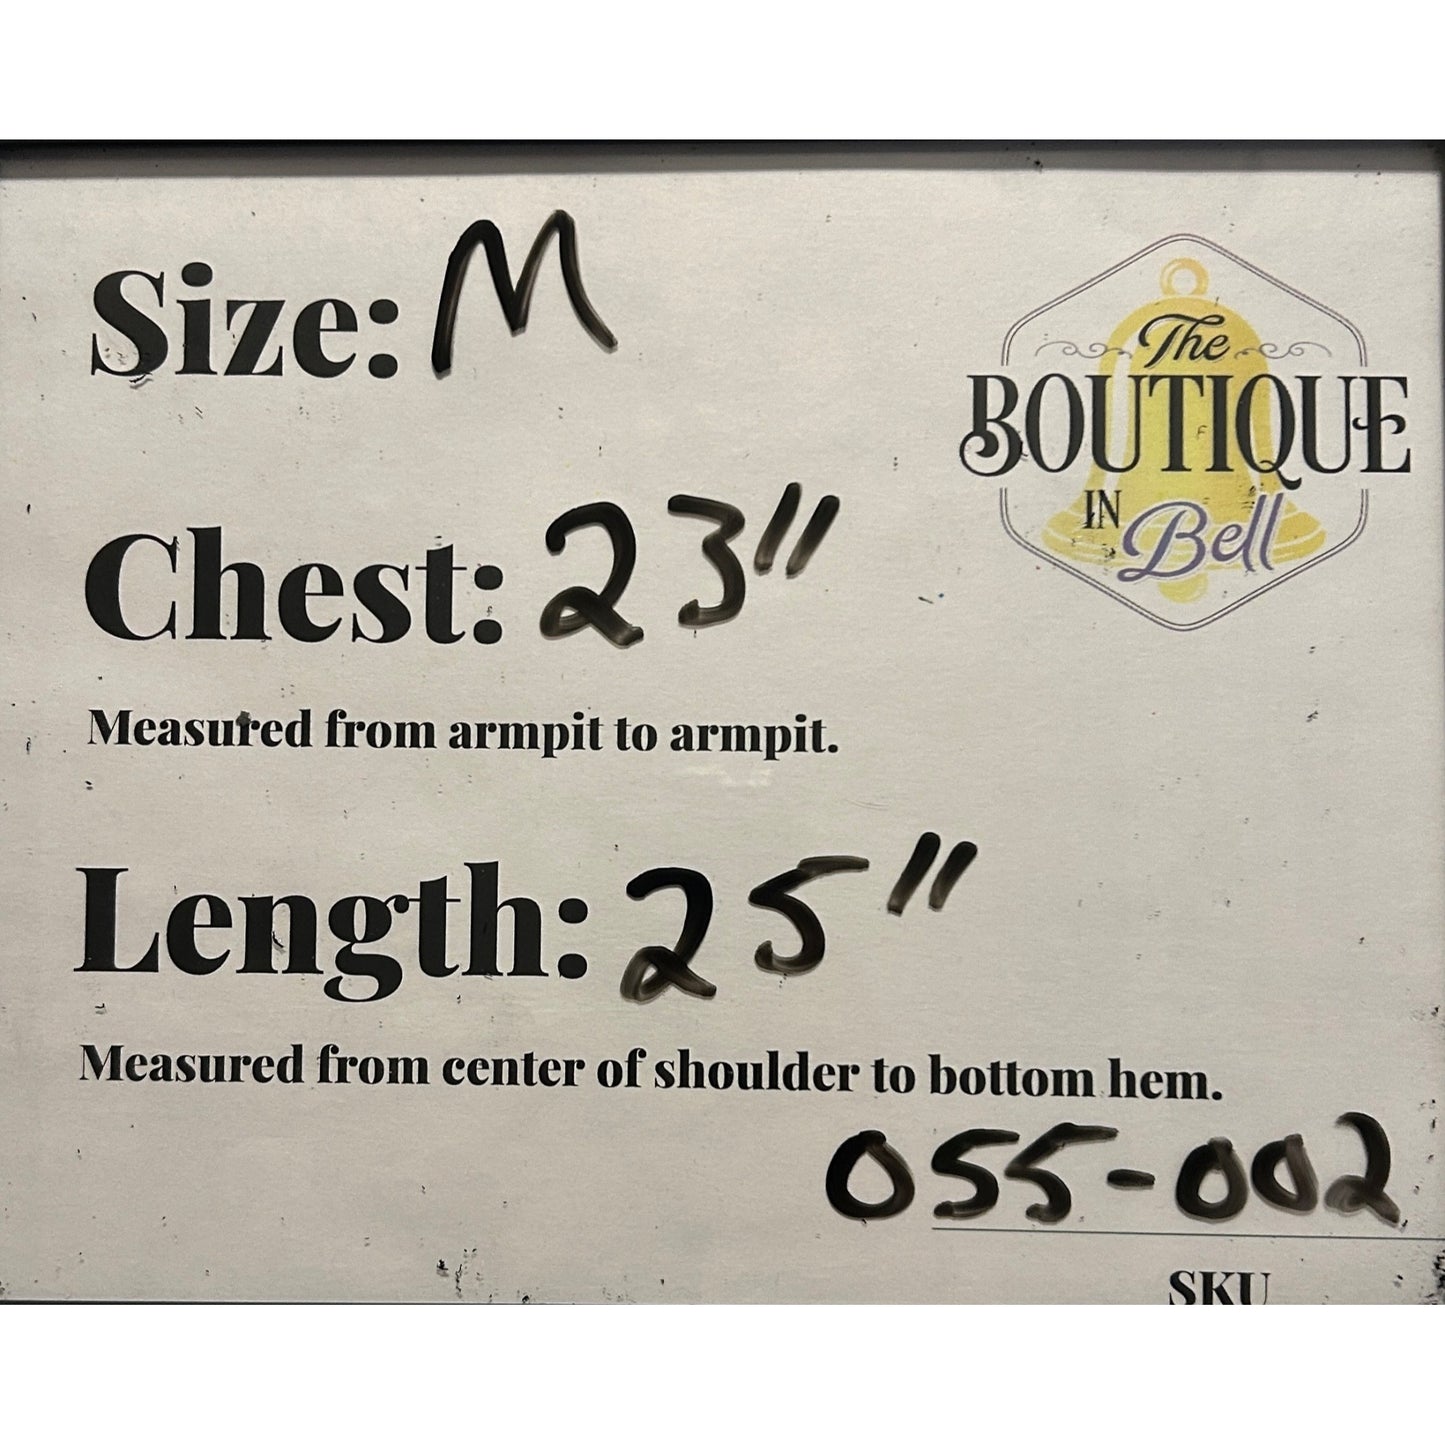 Size: M
The
BOUTIQUE
IN Bell
Chest: 23"
Measured from armpit to armpit.
Length: 25"
Measured from center of shoulder to bottom hem.
055-002
SKU